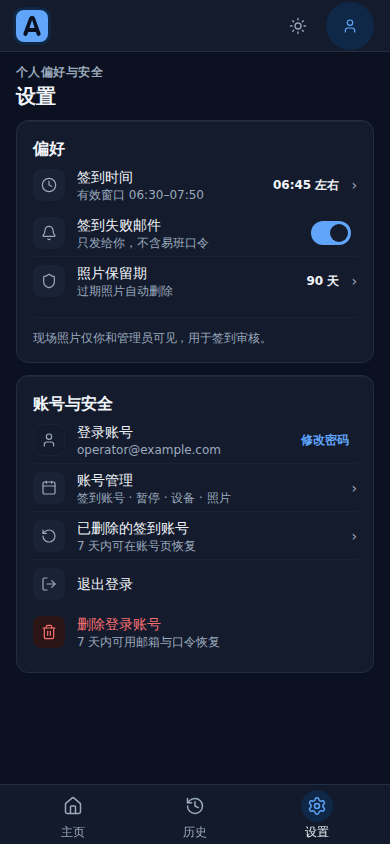 A
个人偏好与安全
设置
偏好
签到时间
有效窗口 06:30–07:50
06:45 左右
签到失败邮件
只发给你，不含易班口令
照片保留期
过期照片自动删除
90 天
现场照片仅你和管理员可见，用于签到审核。
账号与安全
登录账号
operator@example.com
修改密码
账号管理
签到账号 · 暂停 · 设备 · 照片
已删除的签到账号
7 天内可在账号页恢复
退出登录
删除登录账号
7 天内可用邮箱与口令恢复
主页
历史
设置